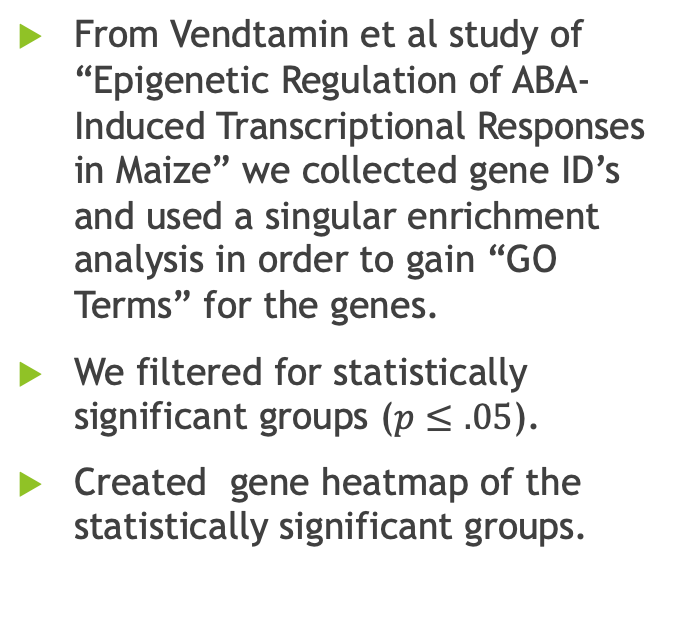 From Vendtamin et al study of
“Epigenetic Regulation of ABA-
Induced Transcriptional Responses
in Maize” we collected gene ID’s
and used a singular enrichment
analysis in order to gain “GO
Terms” for the genes.
We filtered for statistically
significant groups (p ≤ .05).
Created  gene heatmap of the
statistically significant groups.